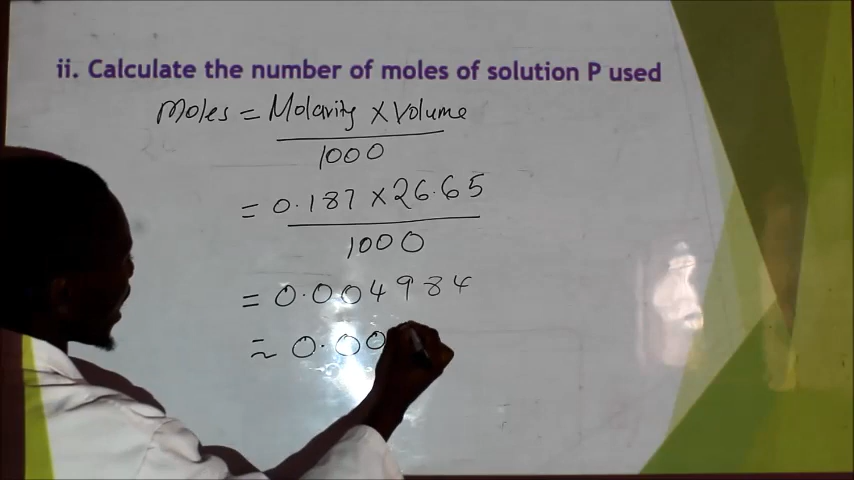 ii. Calculate the number of moles of solution P used
Moles = Molarity × Volume
1000
= 0.187 × 26.65
1000
= 0.004984
≈ 0.00